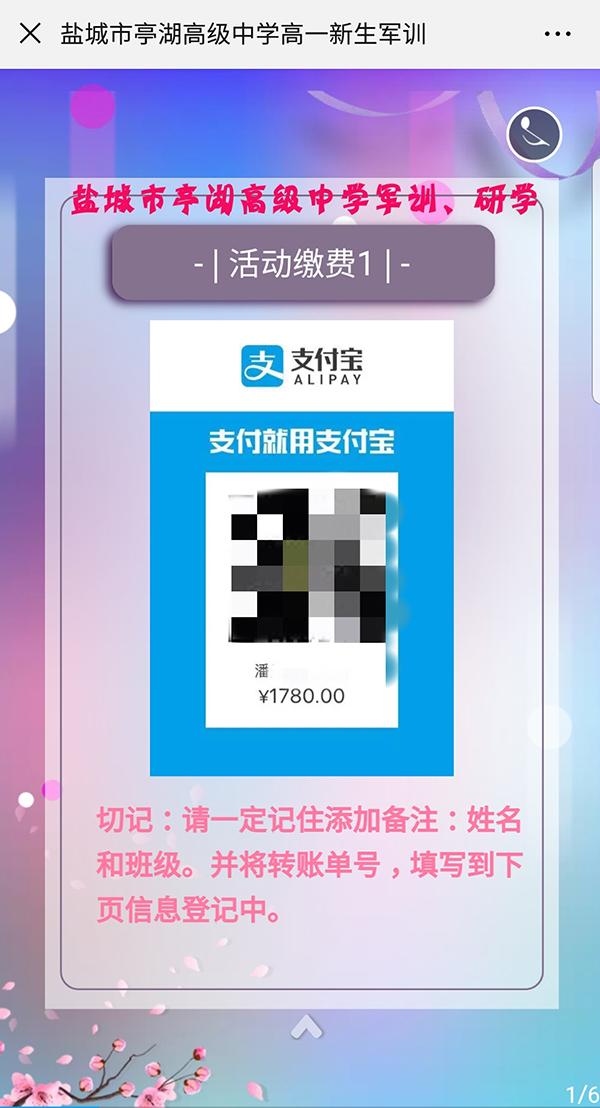 盐城市亭湖高级中学高一新生军训
盐城市亭湖高级中学军训、研学
- | 活动缴费1 | -
支 支付宝
ALIPAY
支付就用支付宝
潘
¥1780.00
切记：请一定记住添加备注：姓名
和班级。并将转账单号，填写到下
页信息登记中。
1/6